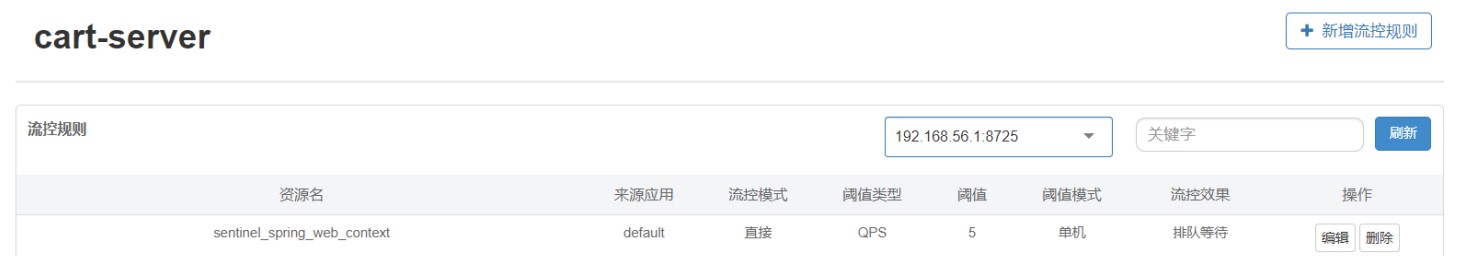 cart-server
新增流控规则
流控规则
192.168.56.1:8725
关键字
刷新
资源名 来源应用 流控模式 阈值类型 阈值 阈值模式 流控效果 操作
sentinel_spring_web_context default 直接 QPS 5 单机 排队等待 编辑 删除